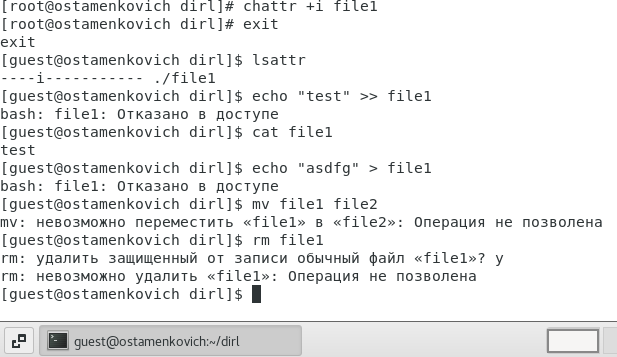 [root@ostamenkovich dirl]# chattr +i file1
[root@ostamenkovich dirl]# exit
exit
[guest@ostamenkovich dirl]$ lsattr
----i----------- ./file1
[guest@ostamenkovich dirl]$ echo "test" >> file1
bash: file1: Отказано в доступе
[guest@ostamenkovich dirl]$ cat file1
test
[guest@ostamenkovich dirl]$ echo "asdfg" > file1
bash: file1: Отказано в доступе
[guest@ostamenkovich dirl]$ mv file1 file2
mv: невозможно переместить «file1» в «file2»: Операция не позволена
[guest@ostamenkovich dirl]$ rm file1
rm: удалить защищенный от записи обычный файл «file1»? y
rm: невозможно удалить «file1»: Операция не позволена
[guest@ostamenkovich dirl]$
guest@ostamenkovich:~/dirl